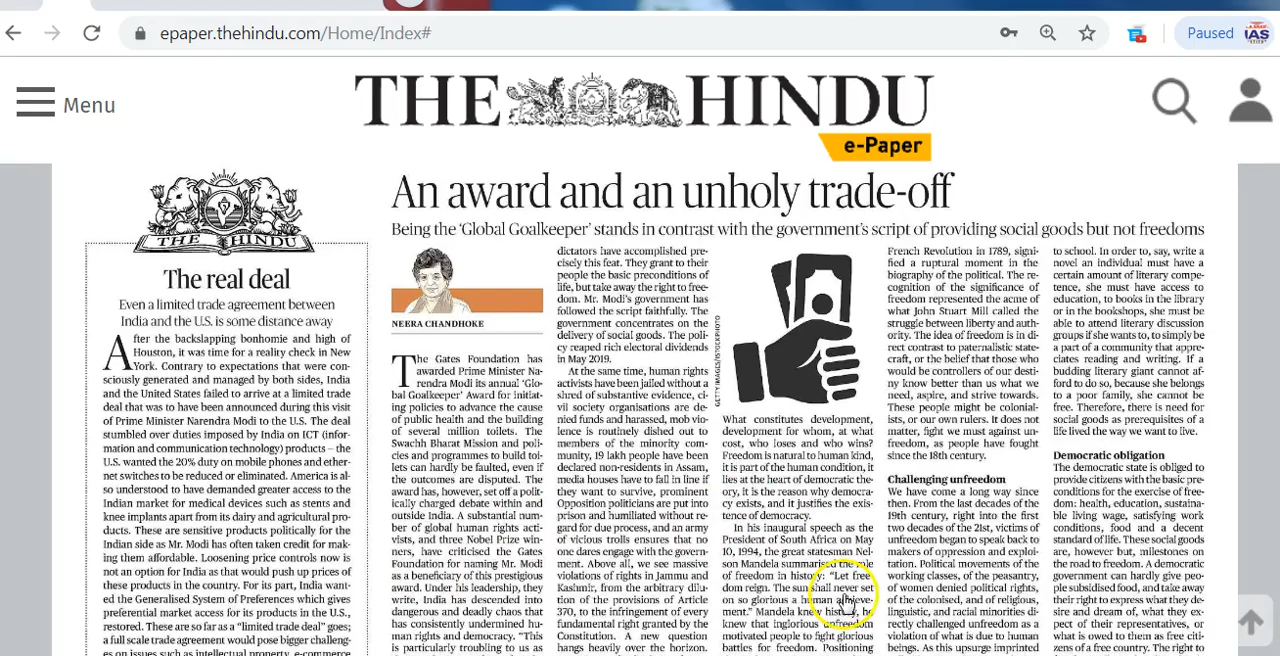 epaper.thehindu.com/Home/Index#
Paused
IAS
Menu
THE HINDU
e-Paper
THE HINDU
The real deal
Even a limited trade agreement between
India and the U.S. is some distance away
After the backslapping bonhomie and high of
Houston, it was time for a reality check in New
York. Contrary to expectations that were con-
sciously generated and managed by both sides, India
and the United States failed to arrive at a limited trade
deal that was to have been announced during this visit
of Prime Minister Narendra Modi to the U.S. The deal
stumbled over duties imposed by India on ICT (infor-
mation and communication technology) products – the
U.S. wanted the 20% duty on mobile phones and ether-
net switches to be reduced or eliminated. America is al-
so understood to have demanded greater access to the
Indian market for medical devices such as stents and
knee implants apart from its dairy and agricultural pro-
ducts. These are sensitive products politically for the
Indian side as Mr. Modi has often taken credit for mak-
ing them affordable. Loosening price controls now is
not an option for India as that would push up prices of
these products in the country. For its part, India want-
ed the Generalised System of Preferences which gives
preferential market access for its products in the U.S.,
restored. These are so far as a “limited trade deal” goes;
a full scale trade agreement would pose bigger challeng-
es on issues such as intellectual property, e-commerce
An award and an unholy trade-off
Being the ‘Global Goalkeeper’ stands in contrast with the government’s script of providing social goods but not freedoms
NEERA CHANDHOKE
The Gates Foundation has
awarded Prime Minister Na-
rendra Modi its annual ‘Glo-
bal Goalkeeper’ Award for initiat-
ing policies to advance the cause
of public health and the building
of several million toilets. The
Swachh Bharat Mission and poli-
cies and programmes to build toi-
lets can hardly be faulted, even if
the outcomes are disputed. The
award has, however, set off a polit-
ically charged debate within and
outside India. A substantial num-
ber of global human rights acti-
vists, and three Nobel Prize win-
ners, have criticised the Gates
Foundation for naming Mr. Modi
as a beneficiary of this prestigious
award. Under his leadership, they
write, India has descended into
dangerous and deadly chaos that
has consistently undermined hu-
man rights and democracy. “This
is particularly troubling to us as
dictators have accomplished pre-
cisely this feat. They grant to their
people the basic preconditions of
life, but take away the right to free-
dom. Mr. Modi’s government has
followed the script faithfully. The
government concentrates on the
delivery of social goods. The poli-
cy reaped rich electoral dividends
in May 2019.
At the same time, human rights
activists have been jailed without a
shred of substantive evidence, ci-
vil society organisations are de-
nied funds and harassed, mob vio-
lence is routinely dished out to
members of the minority com-
munity, 19 lakh people have been
declared non-residents in Assam,
media houses have to fall in line if
they want to survive, prominent
Opposition politicians are put into
prison and humiliated without re-
gard for due process, and an army
of vicious trolls ensures that no
one dares engage with the govern-
ment. Above all, we see massive
violations of rights in Jammu and
Kashmir, from the arbitrary dilu-
tion of the provisions of Article
370, to the infringement of every
fundamental right granted by the
Constitution. A new question
hangs heavily over the horizon.
GETTY IMAGES/ISTOCKPHOTO
What constitutes development,
development for whom, at what
cost, who loses and who wins?
Freedom is natural to human kind,
it is part of the human condition, it
lies at the heart of democratic the-
ory, it is the reason why democra-
cy exists, and it justifies the exis-
tence of democracy.
In his inaugural speech as the
President of South Africa on May
10, 1994, the great statesman Nel-
son Mandela summarised the role
of freedom in history: “Let free-
dom reign. The sun shall never set
on so glorious a human achieve-
ment.” Mandela knew history, he
knew that inglorious unfreedom
motivated people to fight glorious
battles for freedom. Positioning
French Revolution in 1789, signi-
fied a ruptural moment in the
biography of the political. The re-
cognition of the significance of
freedom represented the acme of
what John Stuart Mill called the
struggle between liberty and auth-
ority. The idea of freedom is in di-
rect contrast to paternalistic state-
craft, or the belief that those who
would be controllers of our desti-
ny know better than us what we
need, aspire, and strive towards.
These people might be colonial-
ists, or our own rulers. It does not
matter, fight we must against un-
freedom, as people have fought
since the 18th century.
Challenging unfreedom
We have come a long way since
then. From the last decades of the
19th century, right into the first
two decades of the 21st, victims of
unfreedom began to speak back to
makers of oppression and exploi-
tation. Political movements of the
working classes, of the peasantry,
of women denied political rights,
of the colonised, and of religious,
linguistic, and racial minorities di-
rectly challenged unfreedom as a
violation of what is due to human
beings. As this upsurge imprinted
to school. In order to, say, write a
novel an individual must have a
certain amount of literary compe-
tence, she must have access to
education, to books in the library
or in the bookshops, she must be
able to attend literary discussion
groups if she wants to, to simply be
a part of a community that appre-
ciates reading and writing. If a
budding literary giant cannot af-
ford to do so, because she belongs
to a poor family, she cannot be
free. Therefore, there is need for
social goods as prerequisites of a
life lived the way we want to live.
Democratic obligation
The democratic state is obliged to
provide citizens with the basic pre-
conditions for the exercise of free-
dom: health, education, sustaina-
ble living wage, satisfying work
conditions, food and a decent
standard of life. These social goods
are, however but, milestones on
the road to freedom. A democratic
government can hardly give peo-
ple subsidised food, and take away
their right to express what they de-
sire and dream of, what they ex-
pect of their representatives, or
what is owed to them as free citi-
zens of a free country. The right to